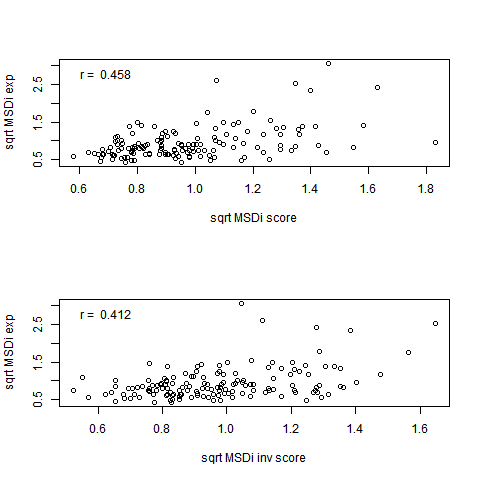 r = 0.458
sqrt MSDi exp
0.5 1.5 2.5
0.6 0.8 1.0 1.2 1.4 1.6 1.8
sqrt MSDi score
r = 0.412
sqrt MSDi exp
0.5 1.5 2.5
0.6 0.8 1.0 1.2 1.4 1.6
sqrt MSDi inv score